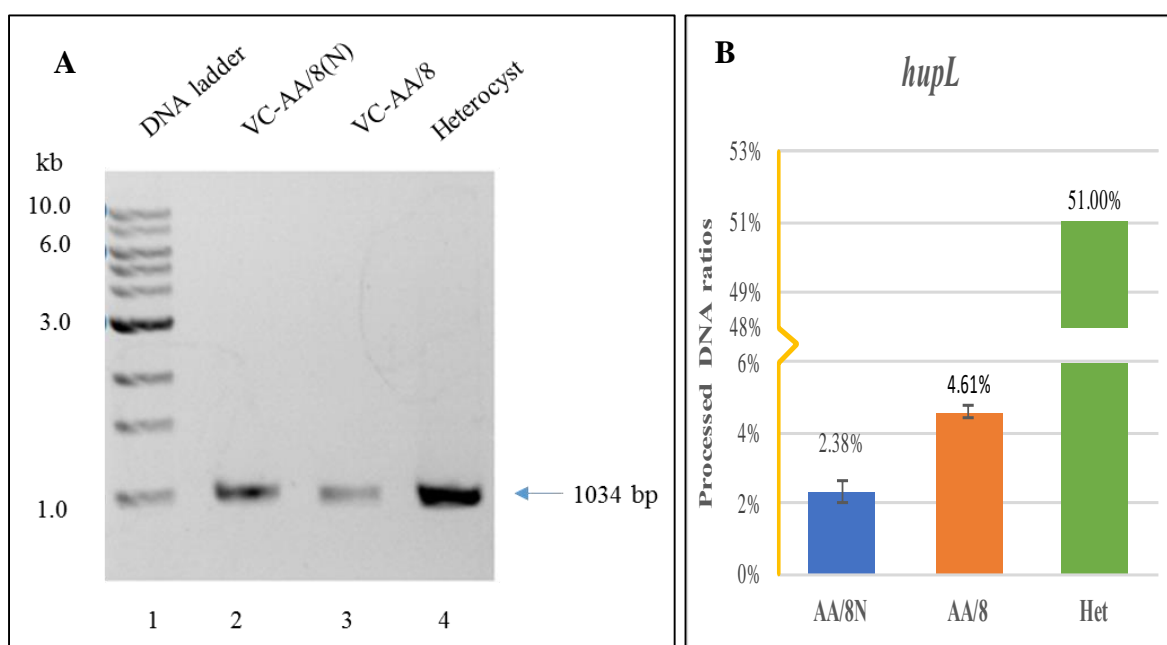 A
DNA ladder
VC-AA/8(N)
VC-AA/8
Heterocyst
kb
10.0
6.0
3.0
1.0
1034 bp
1 2 3 4
B
hupL
Processed DNA ratios
53%
51%
49%
48%
6%
4%
2%
0%
2.38%
4.61%
51.00%
AA/8N AA/8 Het